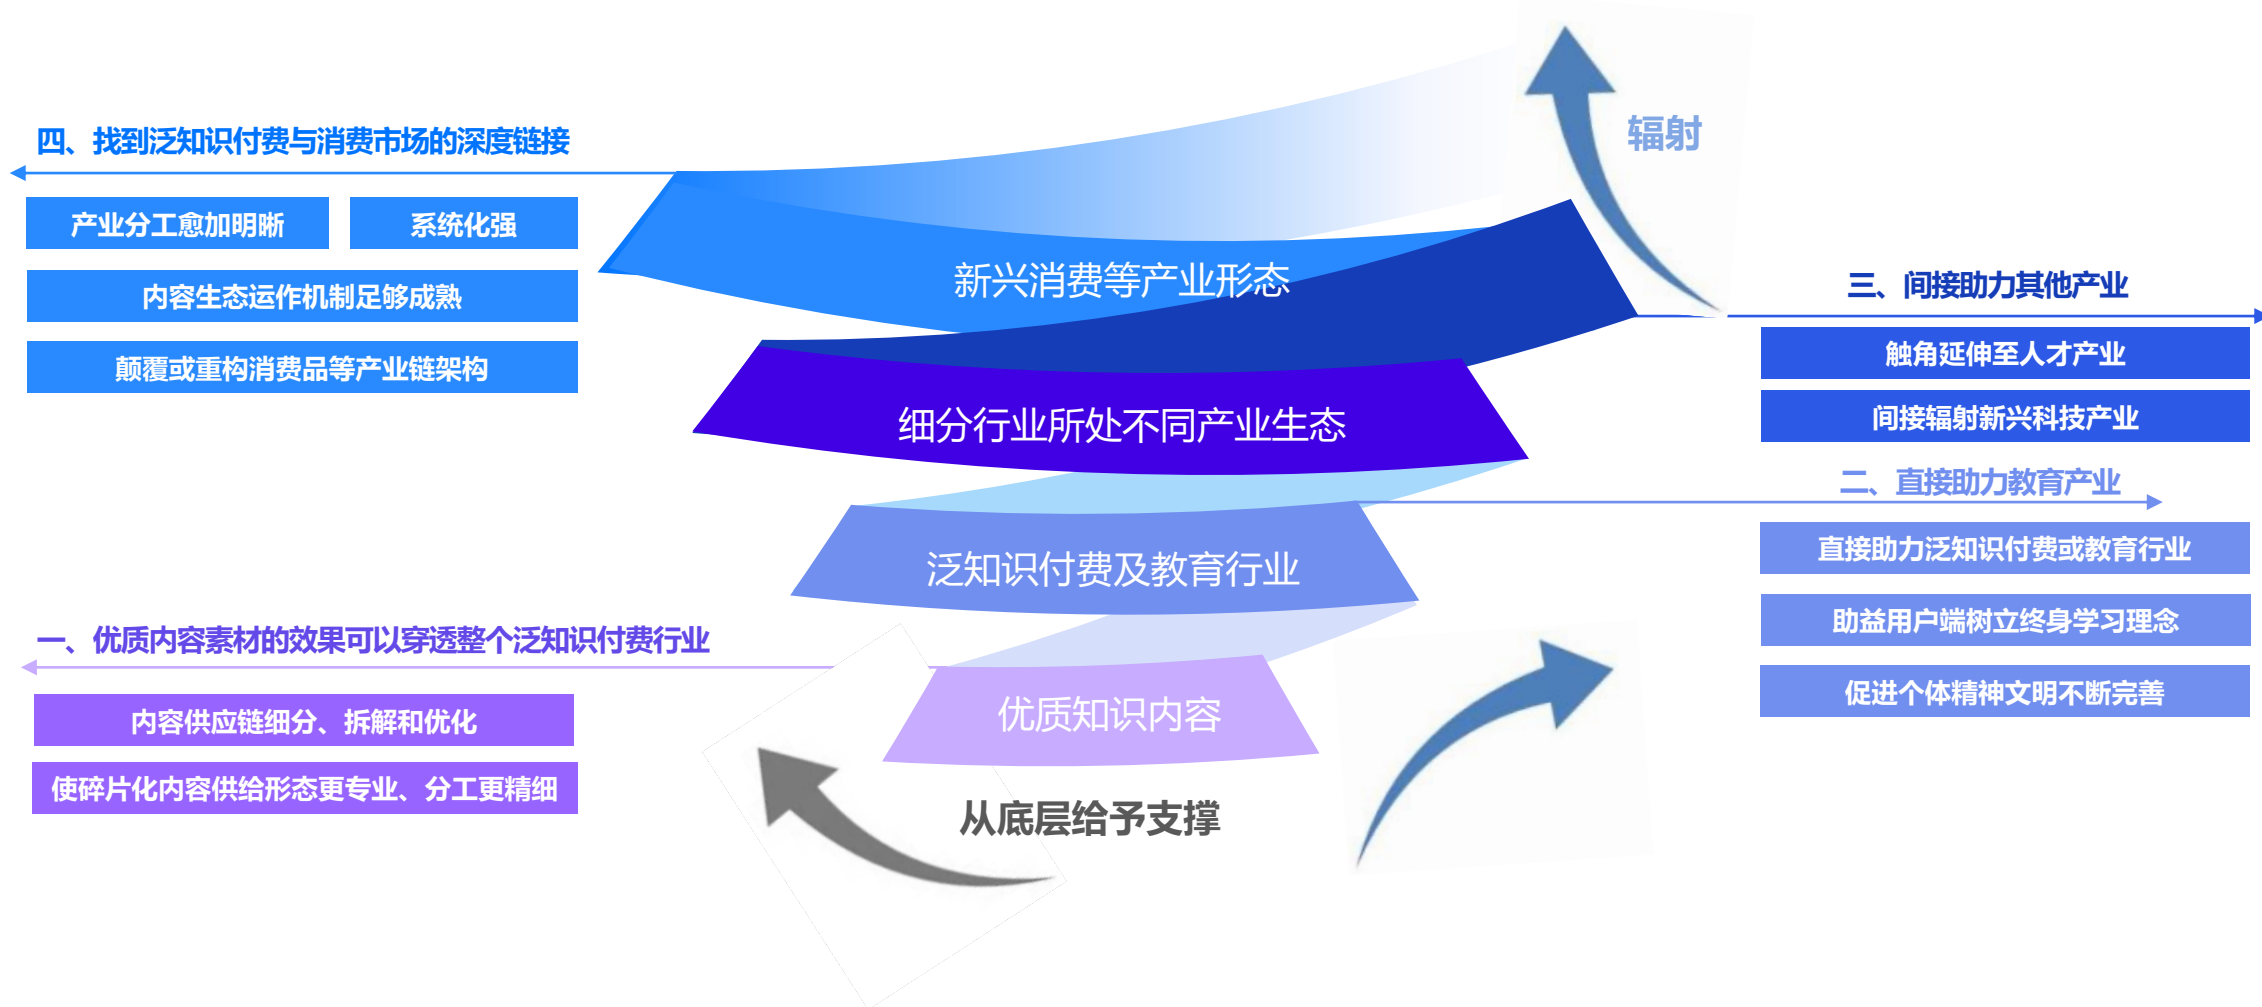 辐射
四、找到泛知识付费与消费市场的深度链接
产业分工愈加明晰
系统化强
内容生态运作机制足够成熟
颠覆或重构消费品等产业链架构
新兴消费等产业形态
三、间接助力其他产业
触角延伸至人才产业
间接辐射新兴科技产业
细分行业所处不同产业生态
二、直接助力教育产业
直接助力泛知识付费或教育行业
助益用户端树立终身学习理念
促进个体精神文明不断完善
泛知识付费及教育行业
一、优质内容素材的效果可以穿透整个泛知识付费行业
内容供应链细分、拆解和优化
使碎片化内容供给形态更专业、分工更精细
优质知识内容
从底层给予支撑